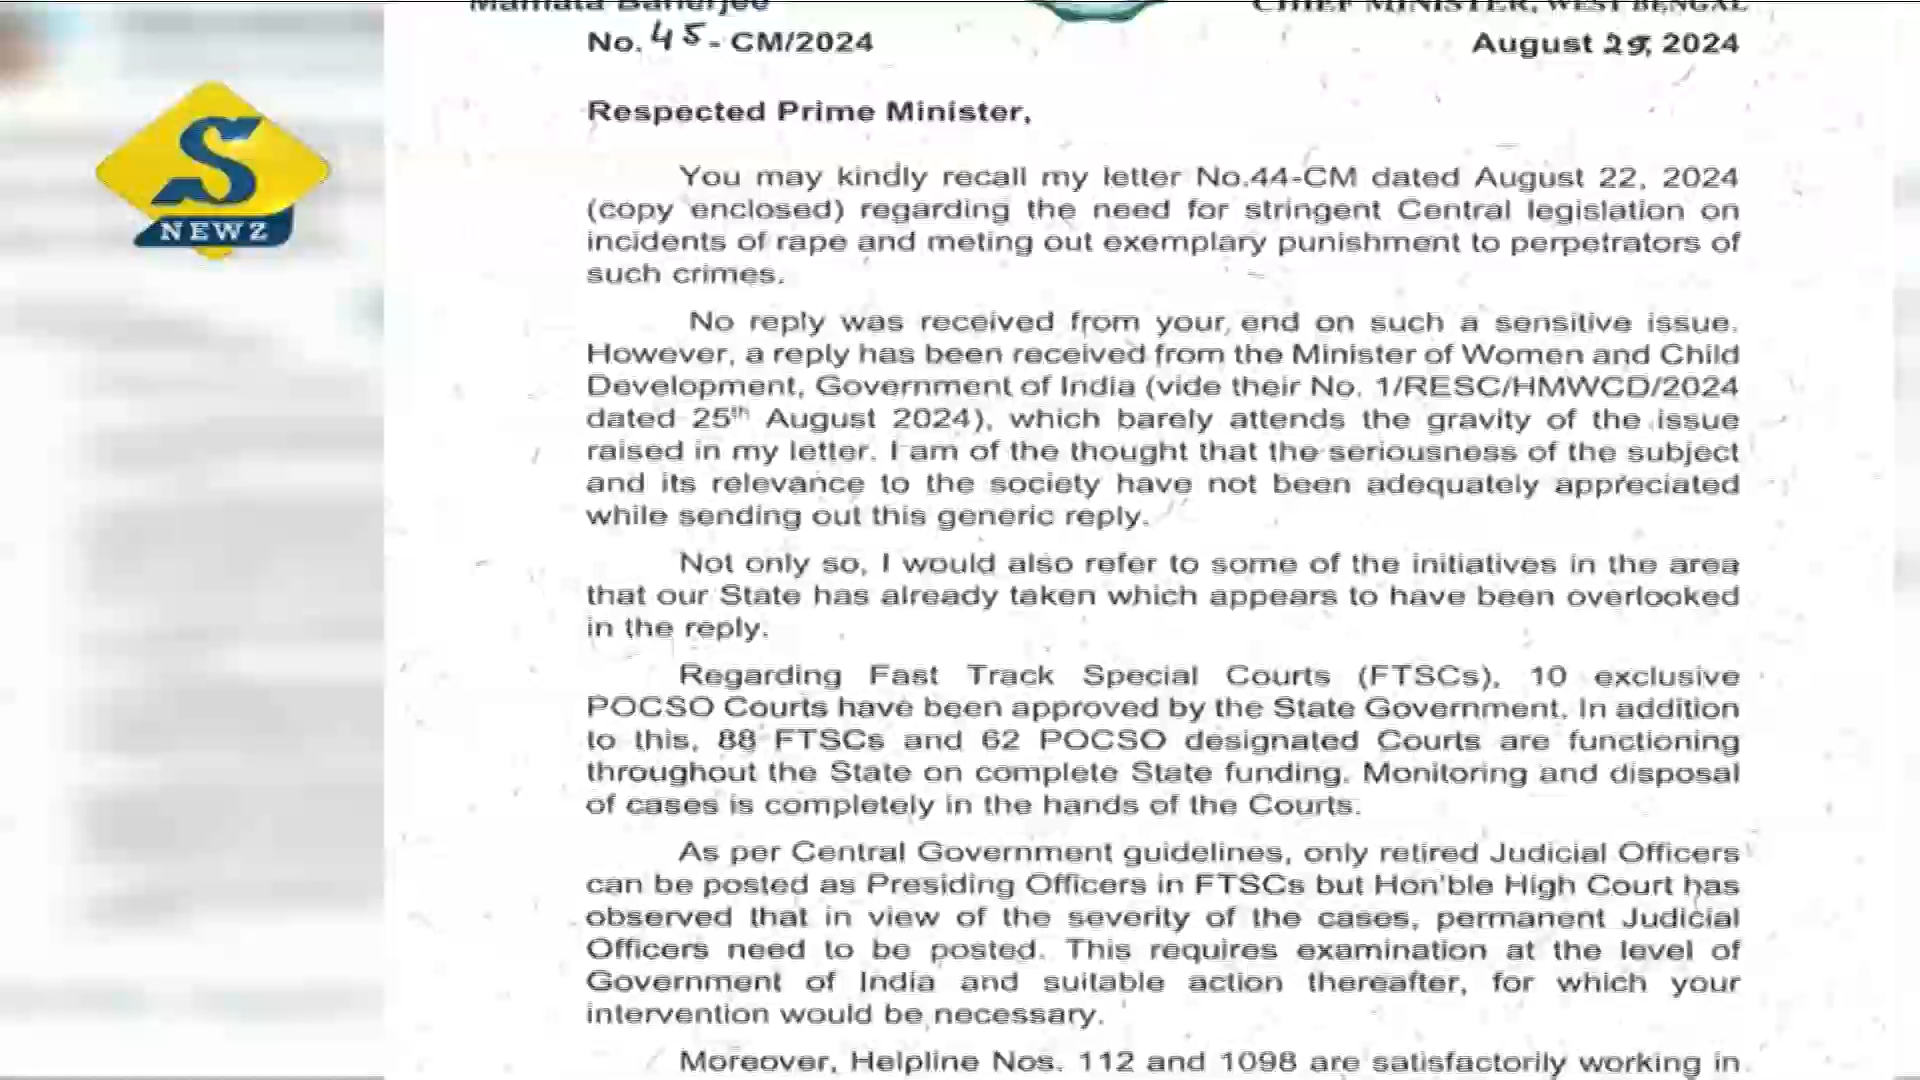 Mamata Banerjee
CHIEF MINISTER, WEST BENGAL
No. 45 - CM/2024
August 29, 2024
S
NEWZ
Respected Prime Minister,
You may kindly recall my letter No.44-CM dated August 22, 2024
(copy enclosed) regarding the need for stringent Central legislation on
incidents of rape and meting out exemplary punishment to perpetrators of
such crimes.
No reply was received from your end on such a sensitive issue.
However, a reply has been received from the Minister of Women and Child
Development, Government of India (vide their No. 1/RESC/HMWCD/2024
dated 25th August 2024), which barely attends the gravity of the issue
raised in my letter. I am of the thought that the seriousness of the subject
and its relevance to the society have not been adequately appreciated
while sending out this generic reply.
Not only so, I would also refer to some of the initiatives in the area
that our State has already taken which appears to have been overlooked
in the reply.
Regarding Fast Track Special Courts (FTSCs), 10 exclusive
POCSO Courts have been approved by the State Government. In addition
to this, 88 FTSCs and 62 POCSO designated Courts are functioning
throughout the State on complete State funding. Monitoring and disposal
of cases is completely in the hands of the Courts.
As per Central Government guidelines, only retired Judicial Officers
can be posted as Presiding Officers in FTSCs but Hon'ble High Court has
observed that in view of the severity of the cases, permanent Judicial
Officers need to be posted. This requires examination at the level of
Government of India and suitable action thereafter, for which your
intervention would be necessary.
Moreover, Helpline Nos. 112 and 1098 are satisfactorily working in